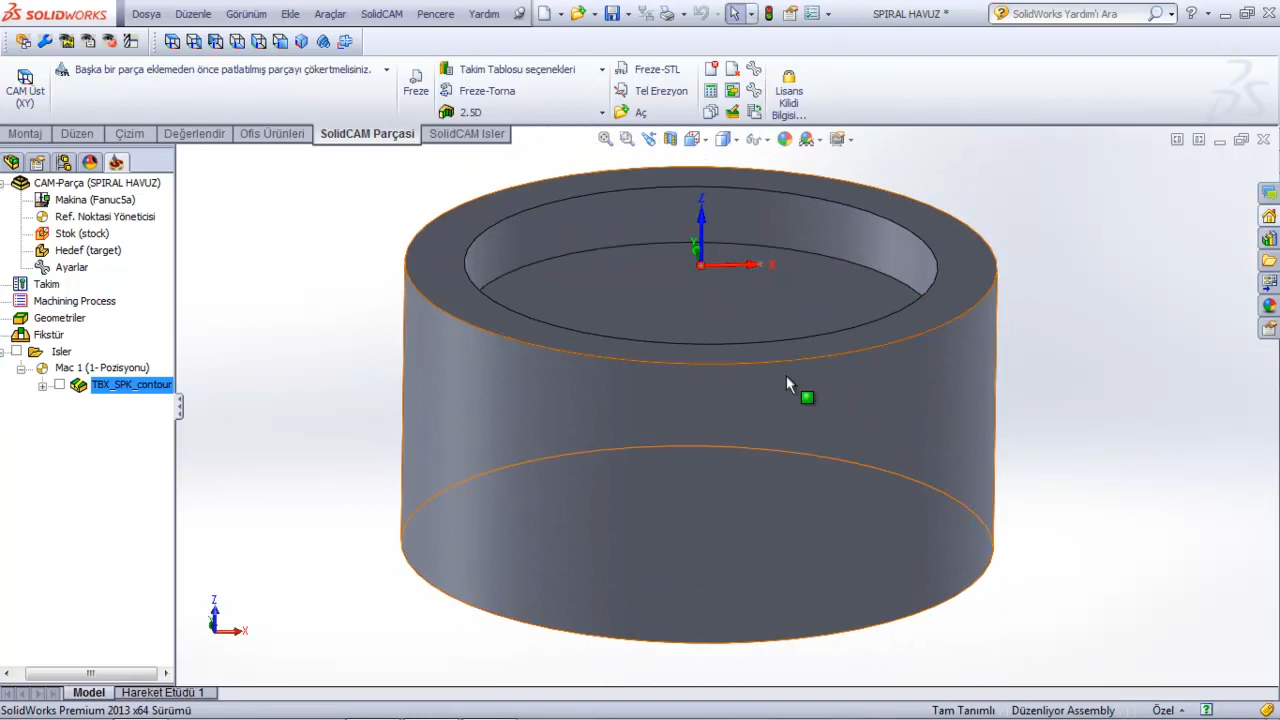 SOLIDWORKS
Dosya Düzenle Görünüm Ekle Araçlar SolidCAM Pencere Yardım
SPIRAL HAVUZ *
SolidWorks Yardım'ı Ara
CAM Üst
(XY)
Başka bir parça eklemeden önce patlatılmış parçayı çökertmelisiniz.
Freze
Takim Tablosu seçenekleri
Freze-Torna
2.5D
Freze-STL
Tel Erezyon
Aç
Lisans
Kilidi
Bilgisi...
Montaj Düzen Çizim Değerlendir Ofis Ürünleri SolidCAM Parçası SolidCAM Isler
CAM-Parça (SPIRAL HAVUZ)
Makina (Fanuc5a)
Ref. Noktasi Yöneticisi
Stok (stock)
Hedef (target)
Ayarlar
Takim
Machining Process
Geometriler
Fikstür
Isler
Mac 1 (1- Pozisyonu)
TBX_SPK_contour
Z
Y
X
Z
Y
X
Model Hareket Etüdü 1
SolidWorks Premium 2013 x64 Sürümü
Tam Tanımlı Düzenliyor Assembly Özel